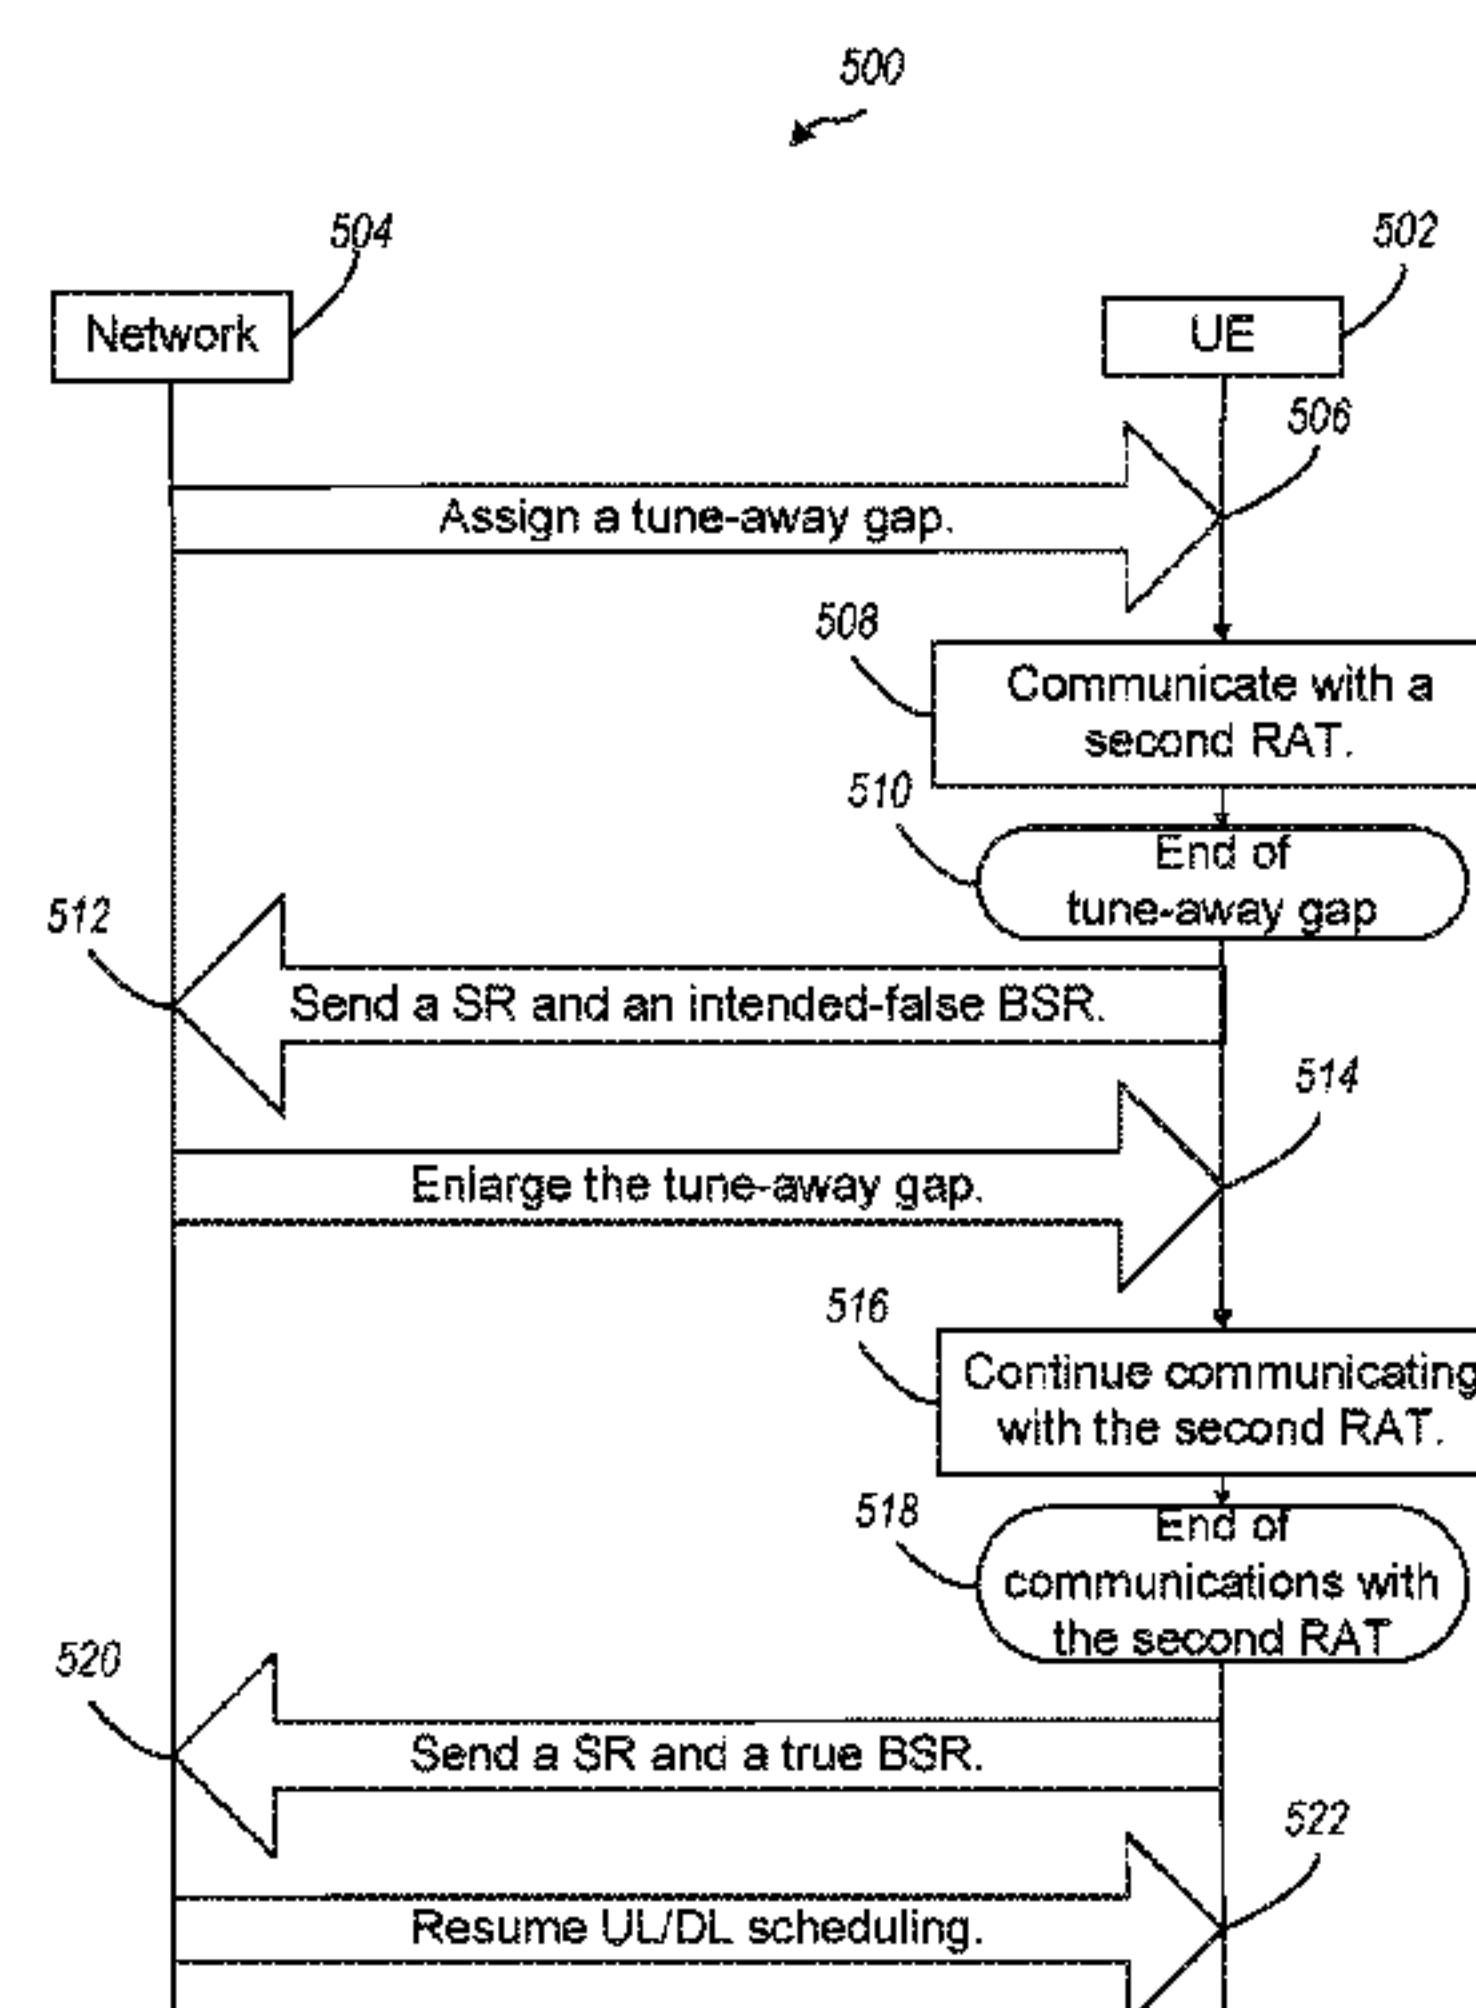 500
504
502
Network
UE
506
Assign a tune-away gap.
508
Communicate with a
second RAT.
510
End of
tune-away gap
512
Send a SR and an intended-false BSR.
514
Enlarge the tune-away gap.
516
Continue communicating
with the second RAT.
518
End of
communications with
the second RAT
520
Send a SR and a true BSR.
522
Resume UL/DL scheduling.